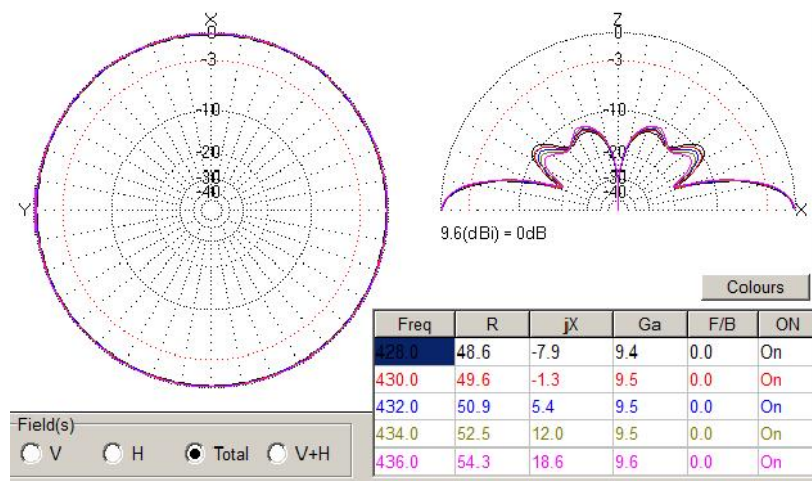 X
0
-3
-10
-20
-30
-40
Y
Z
0
-3
-10
-20
-30
-40
X
9.6(dBi) = 0dB
Colours
Freq R jX Ga F/B ON
428.0 48.6 -7.9 9.4 0.0 On
430.0 49.6 -1.3 9.5 0.0 On
432.0 50.9 5.4 9.5 0.0 On
434.0 52.5 12.0 9.5 0.0 On
436.0 54.3 18.6 9.6 0.0 On
Field(s)
V H Total V+H